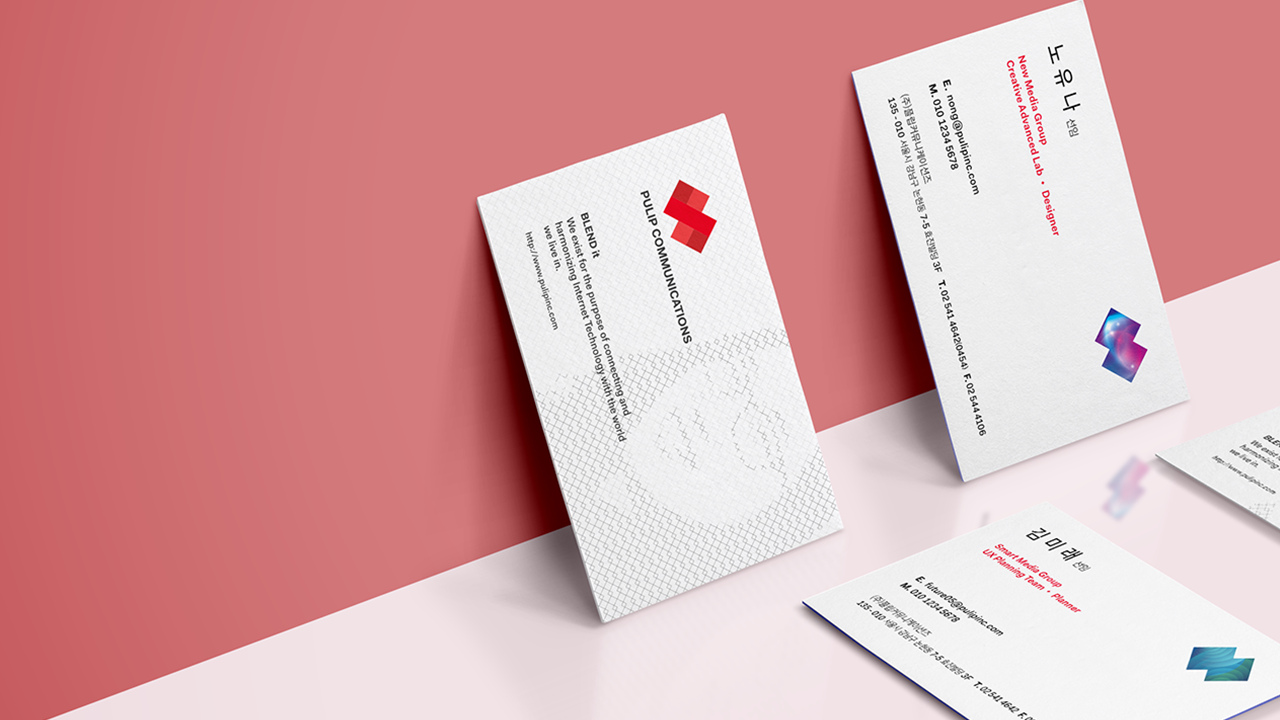 PULIP COMMUNICATIONS
BLEND it
We exist for the purpose of connecting and
harmonizing Internet Technology with the world
we live in.
http://www.pulipinc.com
노유나 선임
New Media Group
Creative Advanced Lab • Designer
E. nong@pulipinc.com
M. 010 1234 5678
(주)플립커뮤니케이션즈
135 - 010 서울시 강남구 논현동 7-5 효진빌딩 3F T. 02 541 4642(0454) F. 02 544 4106
김미래 선임
Smart Media Group
UX Planning Team • Planner
E. future05@pulipinc.com
M. 010 1234 5678
(주)플립커뮤니케이션즈
135 - 010 서울시 강남구 논현동 7-5 효진빌딩 3F T. 02 541 4642 F. 0
BLE
We exist
harmonizing
we live in.
http://www.pulipinc.com